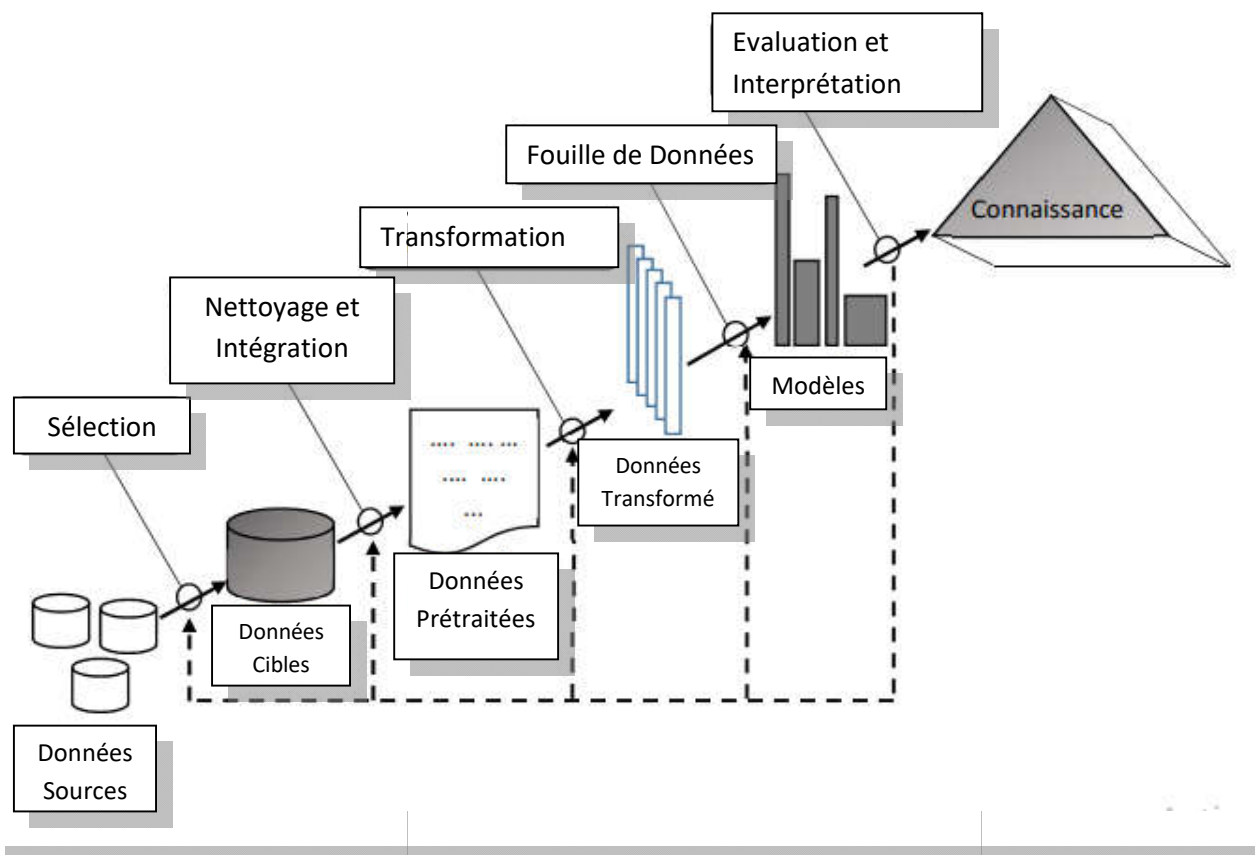 Evaluation et
Interprétation
Fouille de Données
Connaissance
Transformation
Nettoyage et
Intégration
Modèles
Sélection
Données
Transformé
Données
Prétraitées
Données
Cibles
Données
Sources